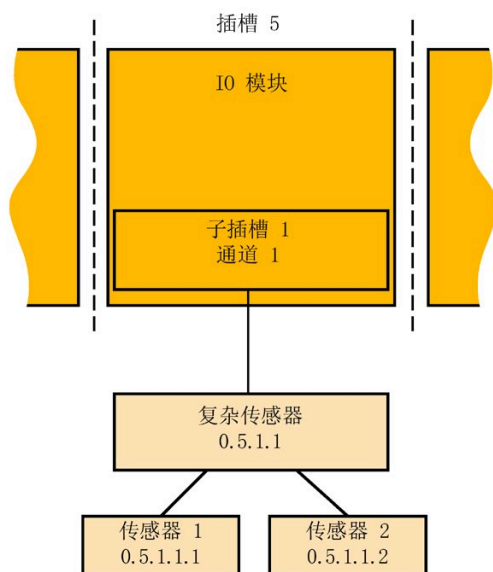 插槽 5
IO 模块
子插槽 1
通道 1
复杂传感器
0.5.1.1
传感器 1
0.5.1.1.1
传感器 2
0.5.1.1.2